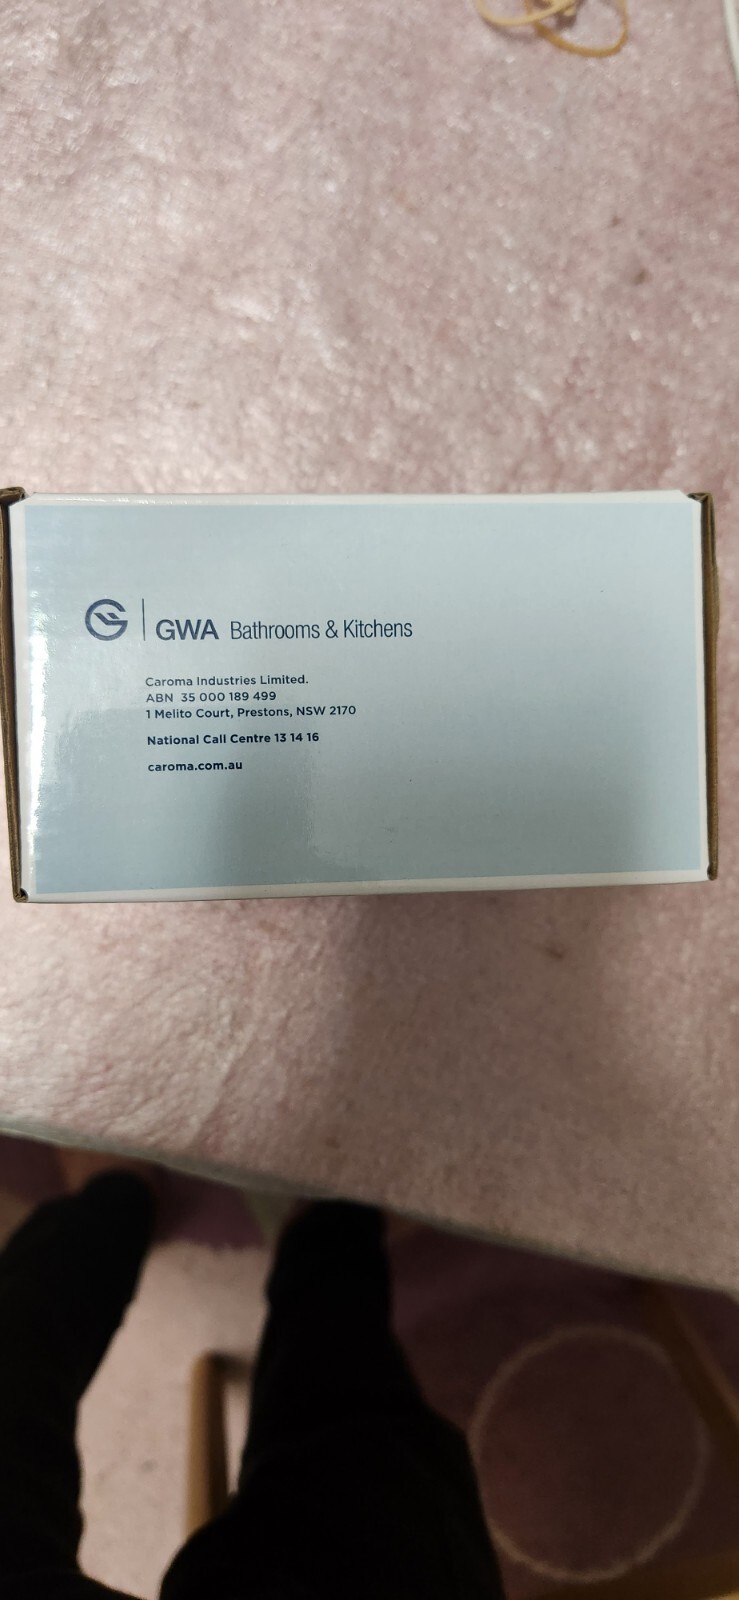 GWA Bathrooms & Kitchens
Caroma Industries Limited.
ABN 35 000 189 499
1 Melito Court, Prestons, NSW 2170
National Call Centre 13 14 16
caroma.com.au